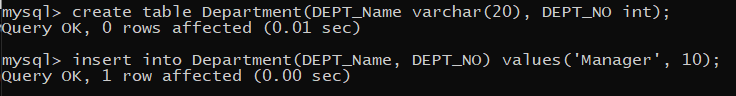 mysql> create table Department(DEPT_Name varchar(20), DEPT_NO int);
Query OK, 0 rows affected (0.01 sec)
mysql> insert into Department(DEPT_Name, DEPT_NO) values('Manager', 10);
Query OK, 1 row affected (0.00 sec)